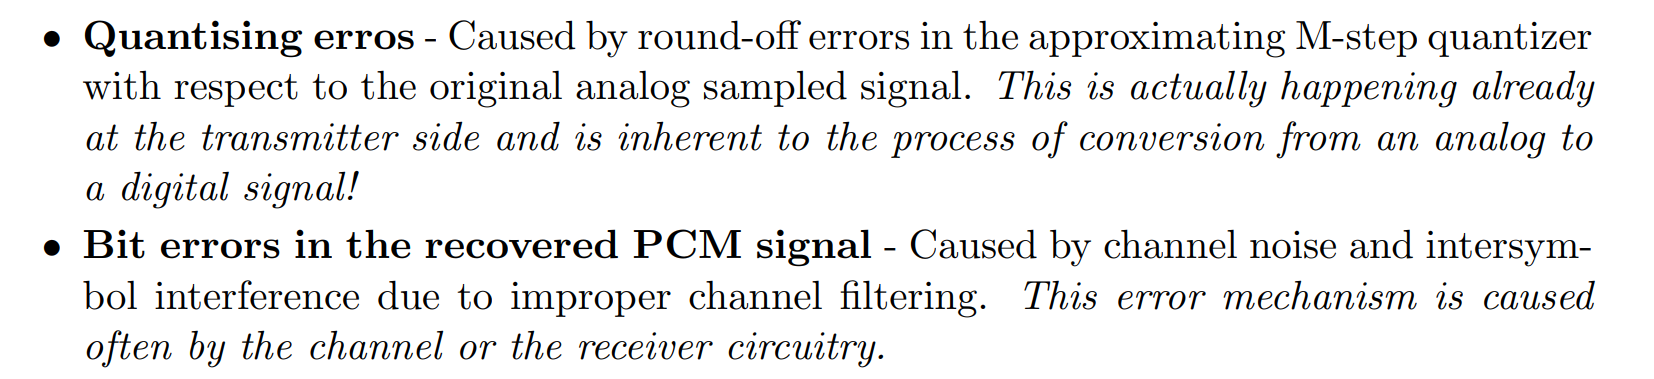 • Quantising erros - Caused by round-off errors in the approximating M-step quantizer
with respect to the original analog sampled signal. This is actually happening already
at the transmitter side and is inherent to the process of conversion from an analog to
a digital signal!
• Bit errors in the recovered PCM signal - Caused by channel noise and intersym-
bol interference due to improper channel filtering. This error mechanism is caused
often by the channel or the receiver circuitry.